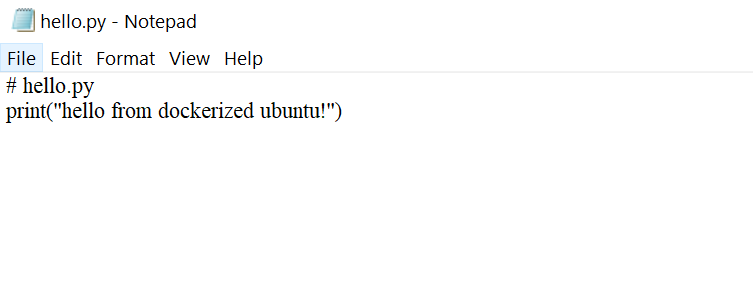 hello.py - Notepad
File Edit Format View Help
# hello.py
print("hello from dockerized ubuntu!")